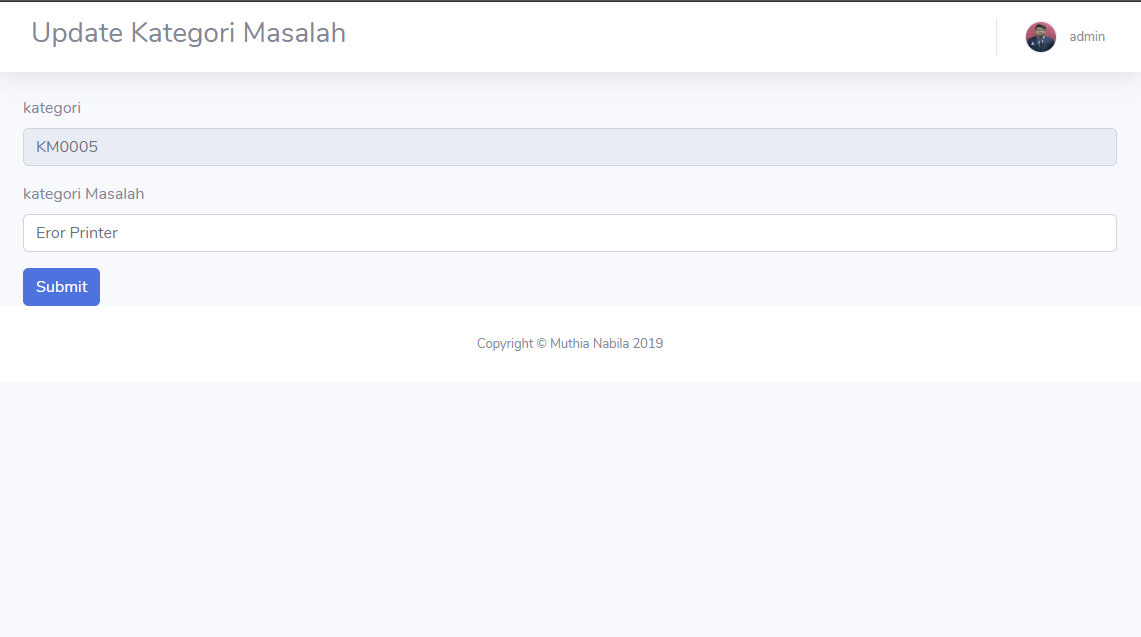 Update Kategori Masalah
admin
kategori
KM0005
kategori Masalah
Eror Printer
Submit
Copyright © Muthia Nabila 2019